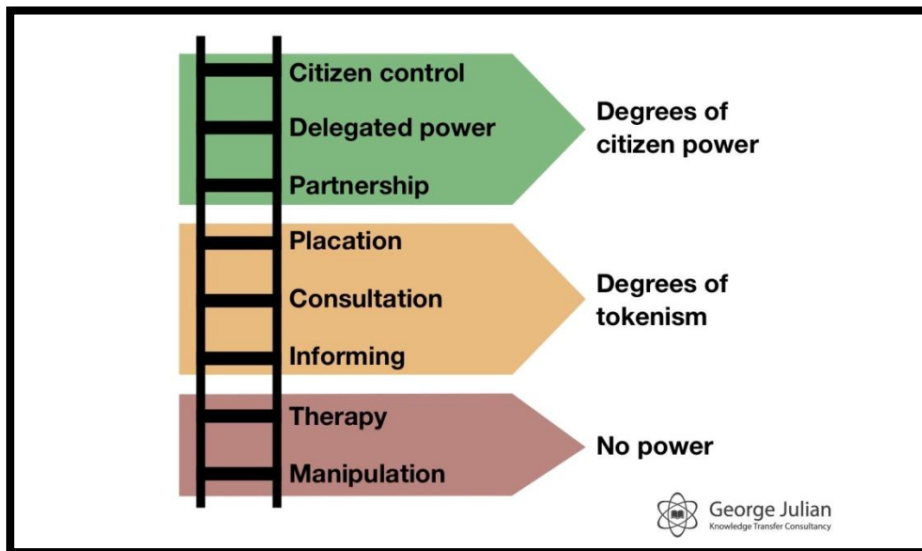 Citizen control
Delegated power
Partnership
Degrees of
citizen power
Placation
Consultation
Informing
Degrees of
tokenism
Therapy
Manipulation
No power
George Julian
Knowledge Transfer Consultancy